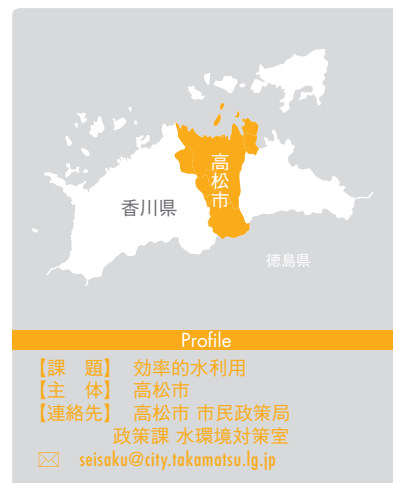 高松市
香川県
徳島県
Profile
【課　題】　効率的水利用
【主　体】　高松市
【連絡先】　高松市 市民政策局
政策課 水環境対策室
seisaku@city.takamatsu.lg.jp